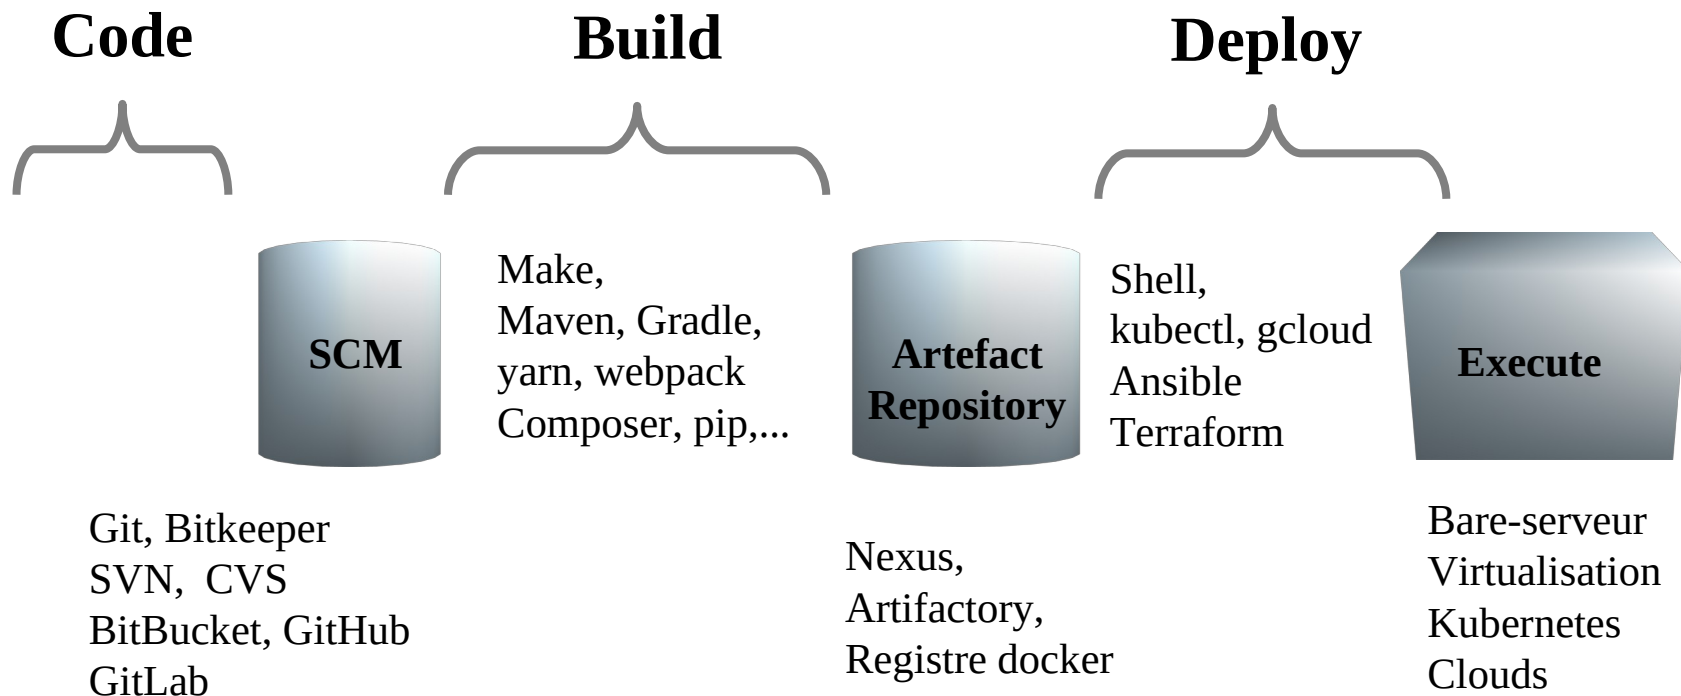 Code
Build
Deploy
SCM
Make,
Maven, Gradle,
yarn, webpack
Composer, pip,...
Artefact
Repository
Shell,
kubectl, gcloud
Ansible
Terraform
Execute
Git, Bitkeeper
SVN,  CVS
BitBucket, GitHub
GitLab
Nexus,
Artifactory,
Registre docker
Bare-serveur
Virtualisation
Kubernetes
Clouds